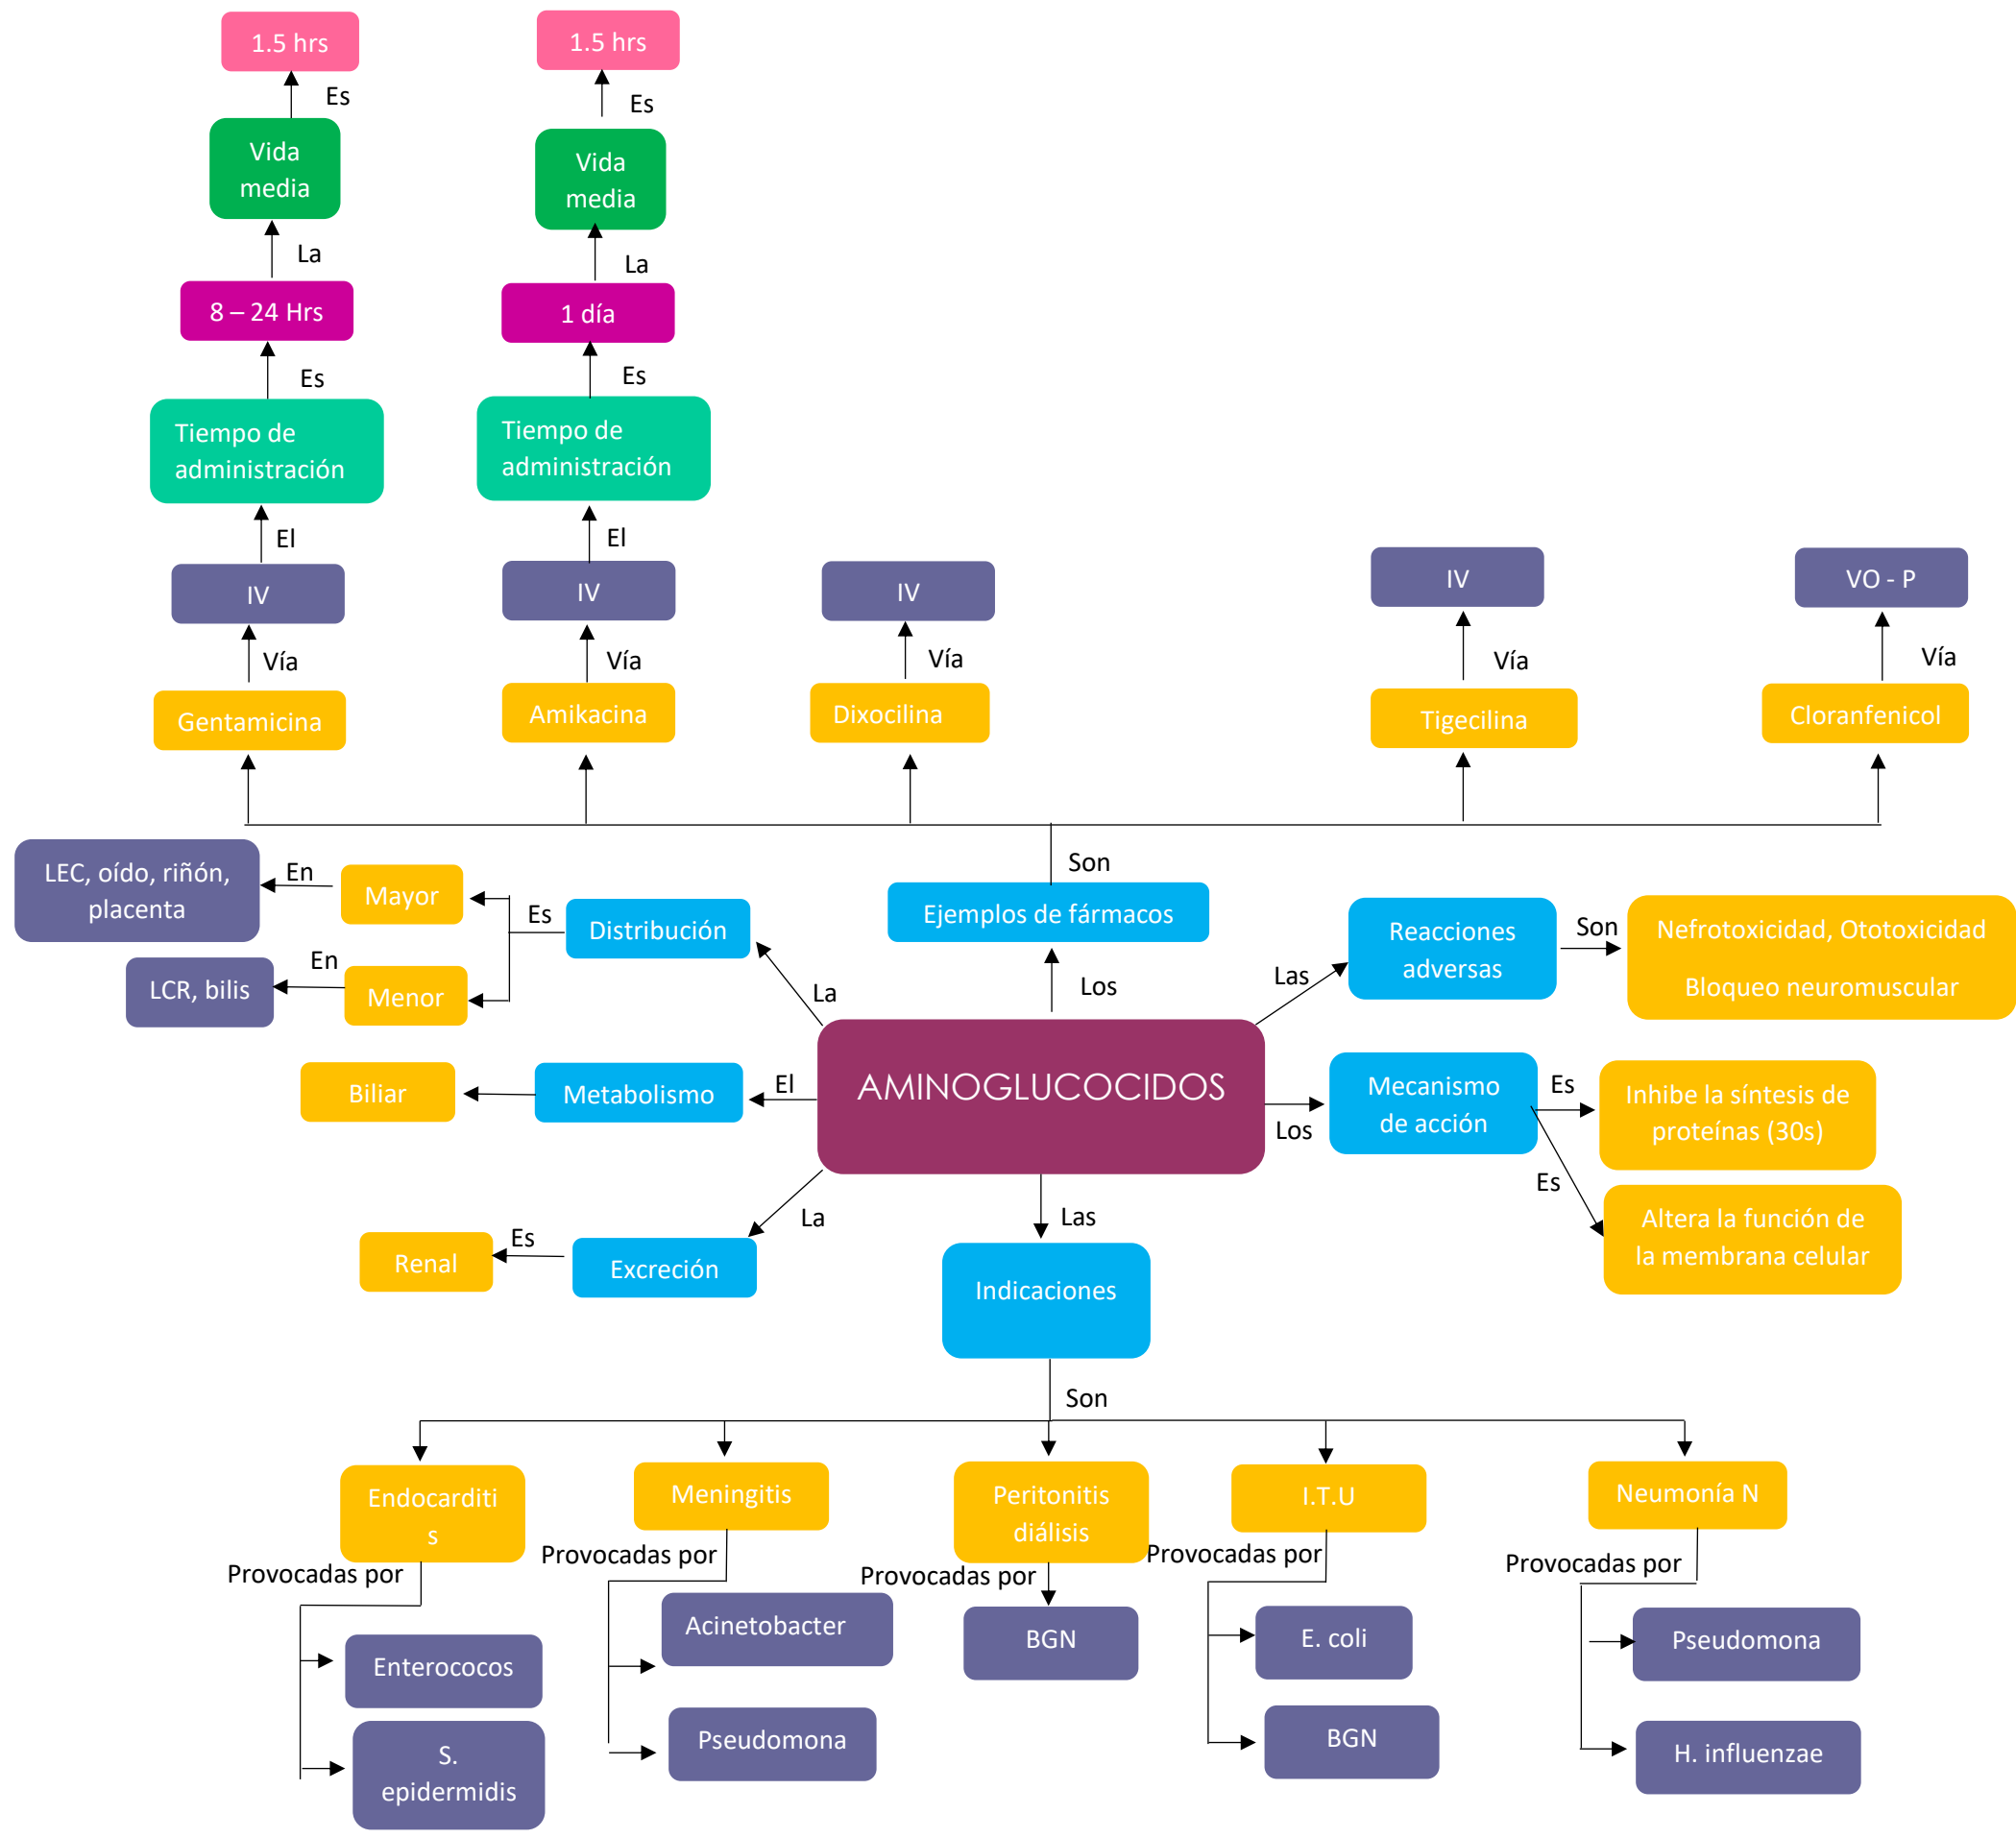 1.5 hrs
1.5 hrs
Es
Es
Vida
media
Vida
media
La
La
8 – 24 Hrs
1 día
Es
Es
Tiempo de
administración
Tiempo de
administración
El
El
IV
IV
IV
IV
VO - P
Vía
Vía
Vía
Vía
Vía
Gentamicina
Amikacina
Dixocilina
Tigecilina
Cloranfenicol
Son
LEC, oído, riñón,
placenta
En
Mayor
Es
Distribución
Ejemplos de fármacos
Reacciones
adversas
Son
Nefrotoxicidad, Ototoxicidad
Bloqueo neuromuscular
LCR, bilis
En
Menor
La
Los
Las
AMINOGLUCOCIDOS
Biliar
Metabolismo
El
Los
Mecanismo
de acción
Es
Inhibe la síntesis de
proteínas (30s)
Es
Altera la función de
la membrana celular
Renal
Es
Excreción
La
Las
Indicaciones
Son
Endocarditi
s
Meningitis
Peritonitis
diálisis
I.T.U
Neumonía N
Provocadas por
Provocadas por
Provocadas por
Provocadas por
Provocadas por
Enterococos
Acinetobacter
BGN
E. coli
Pseudomona
S.
epidermidis
Pseudomona
BGN
H. influenzae